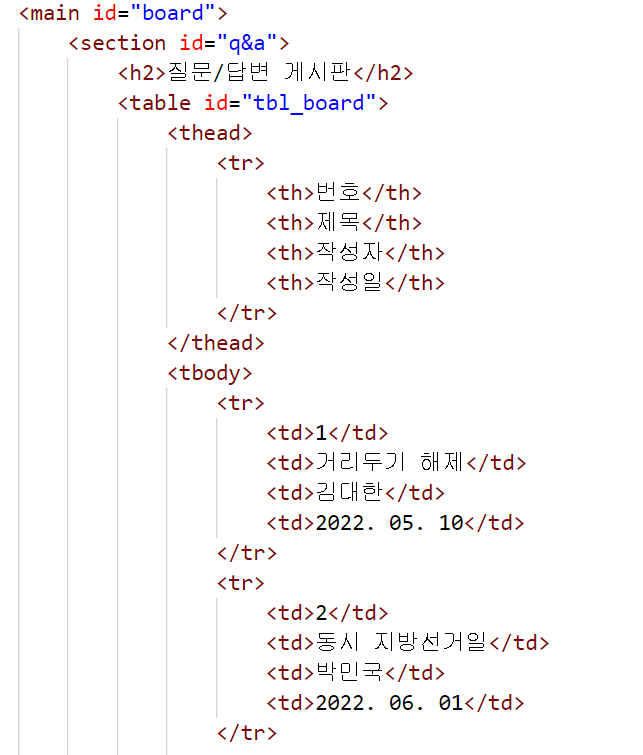 <main id="board">
<section id="q&a">
<h2>질문/답변 게시판</h2>
<table id="tbl_board">
<thead>
<tr>
<th>번호</th>
<th>제목</th>
<th>작성자</th>
<th>작성일</th>
</tr>
</thead>
<tbody>
<tr>
<td>1</td>
<td>거리두기 해제</td>
<td>김대한</td>
<td>2022. 05. 10</td>
</tr>
<tr>
<td>2</td>
<td>동시 지방선거일</td>
<td>박민국</td>
<td>2022. 06. 01</td>
</tr>